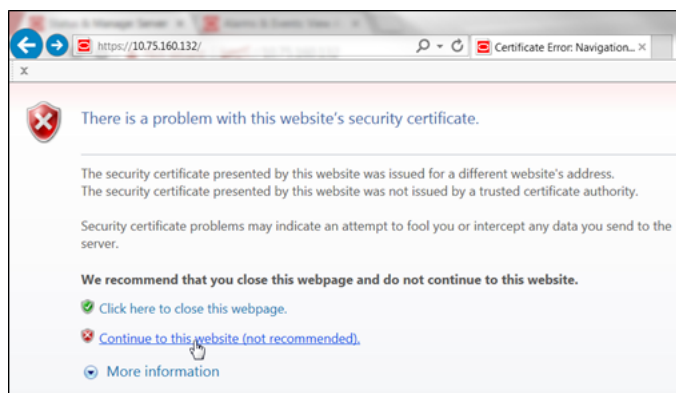 https://10.75.160.132/
Certificate Error: Navigation... ×
x
There is a problem with this website's security certificate.
The security certificate presented by this website was issued for a different website's address.
The security certificate presented by this website was not issued by a trusted certificate authority.
Security certificate problems may indicate an attempt to fool you or intercept any data you send to the
server.
We recommend that you close this webpage and do not continue to this website.
Click here to close this webpage.
Continue to this website (not recommended).
More information